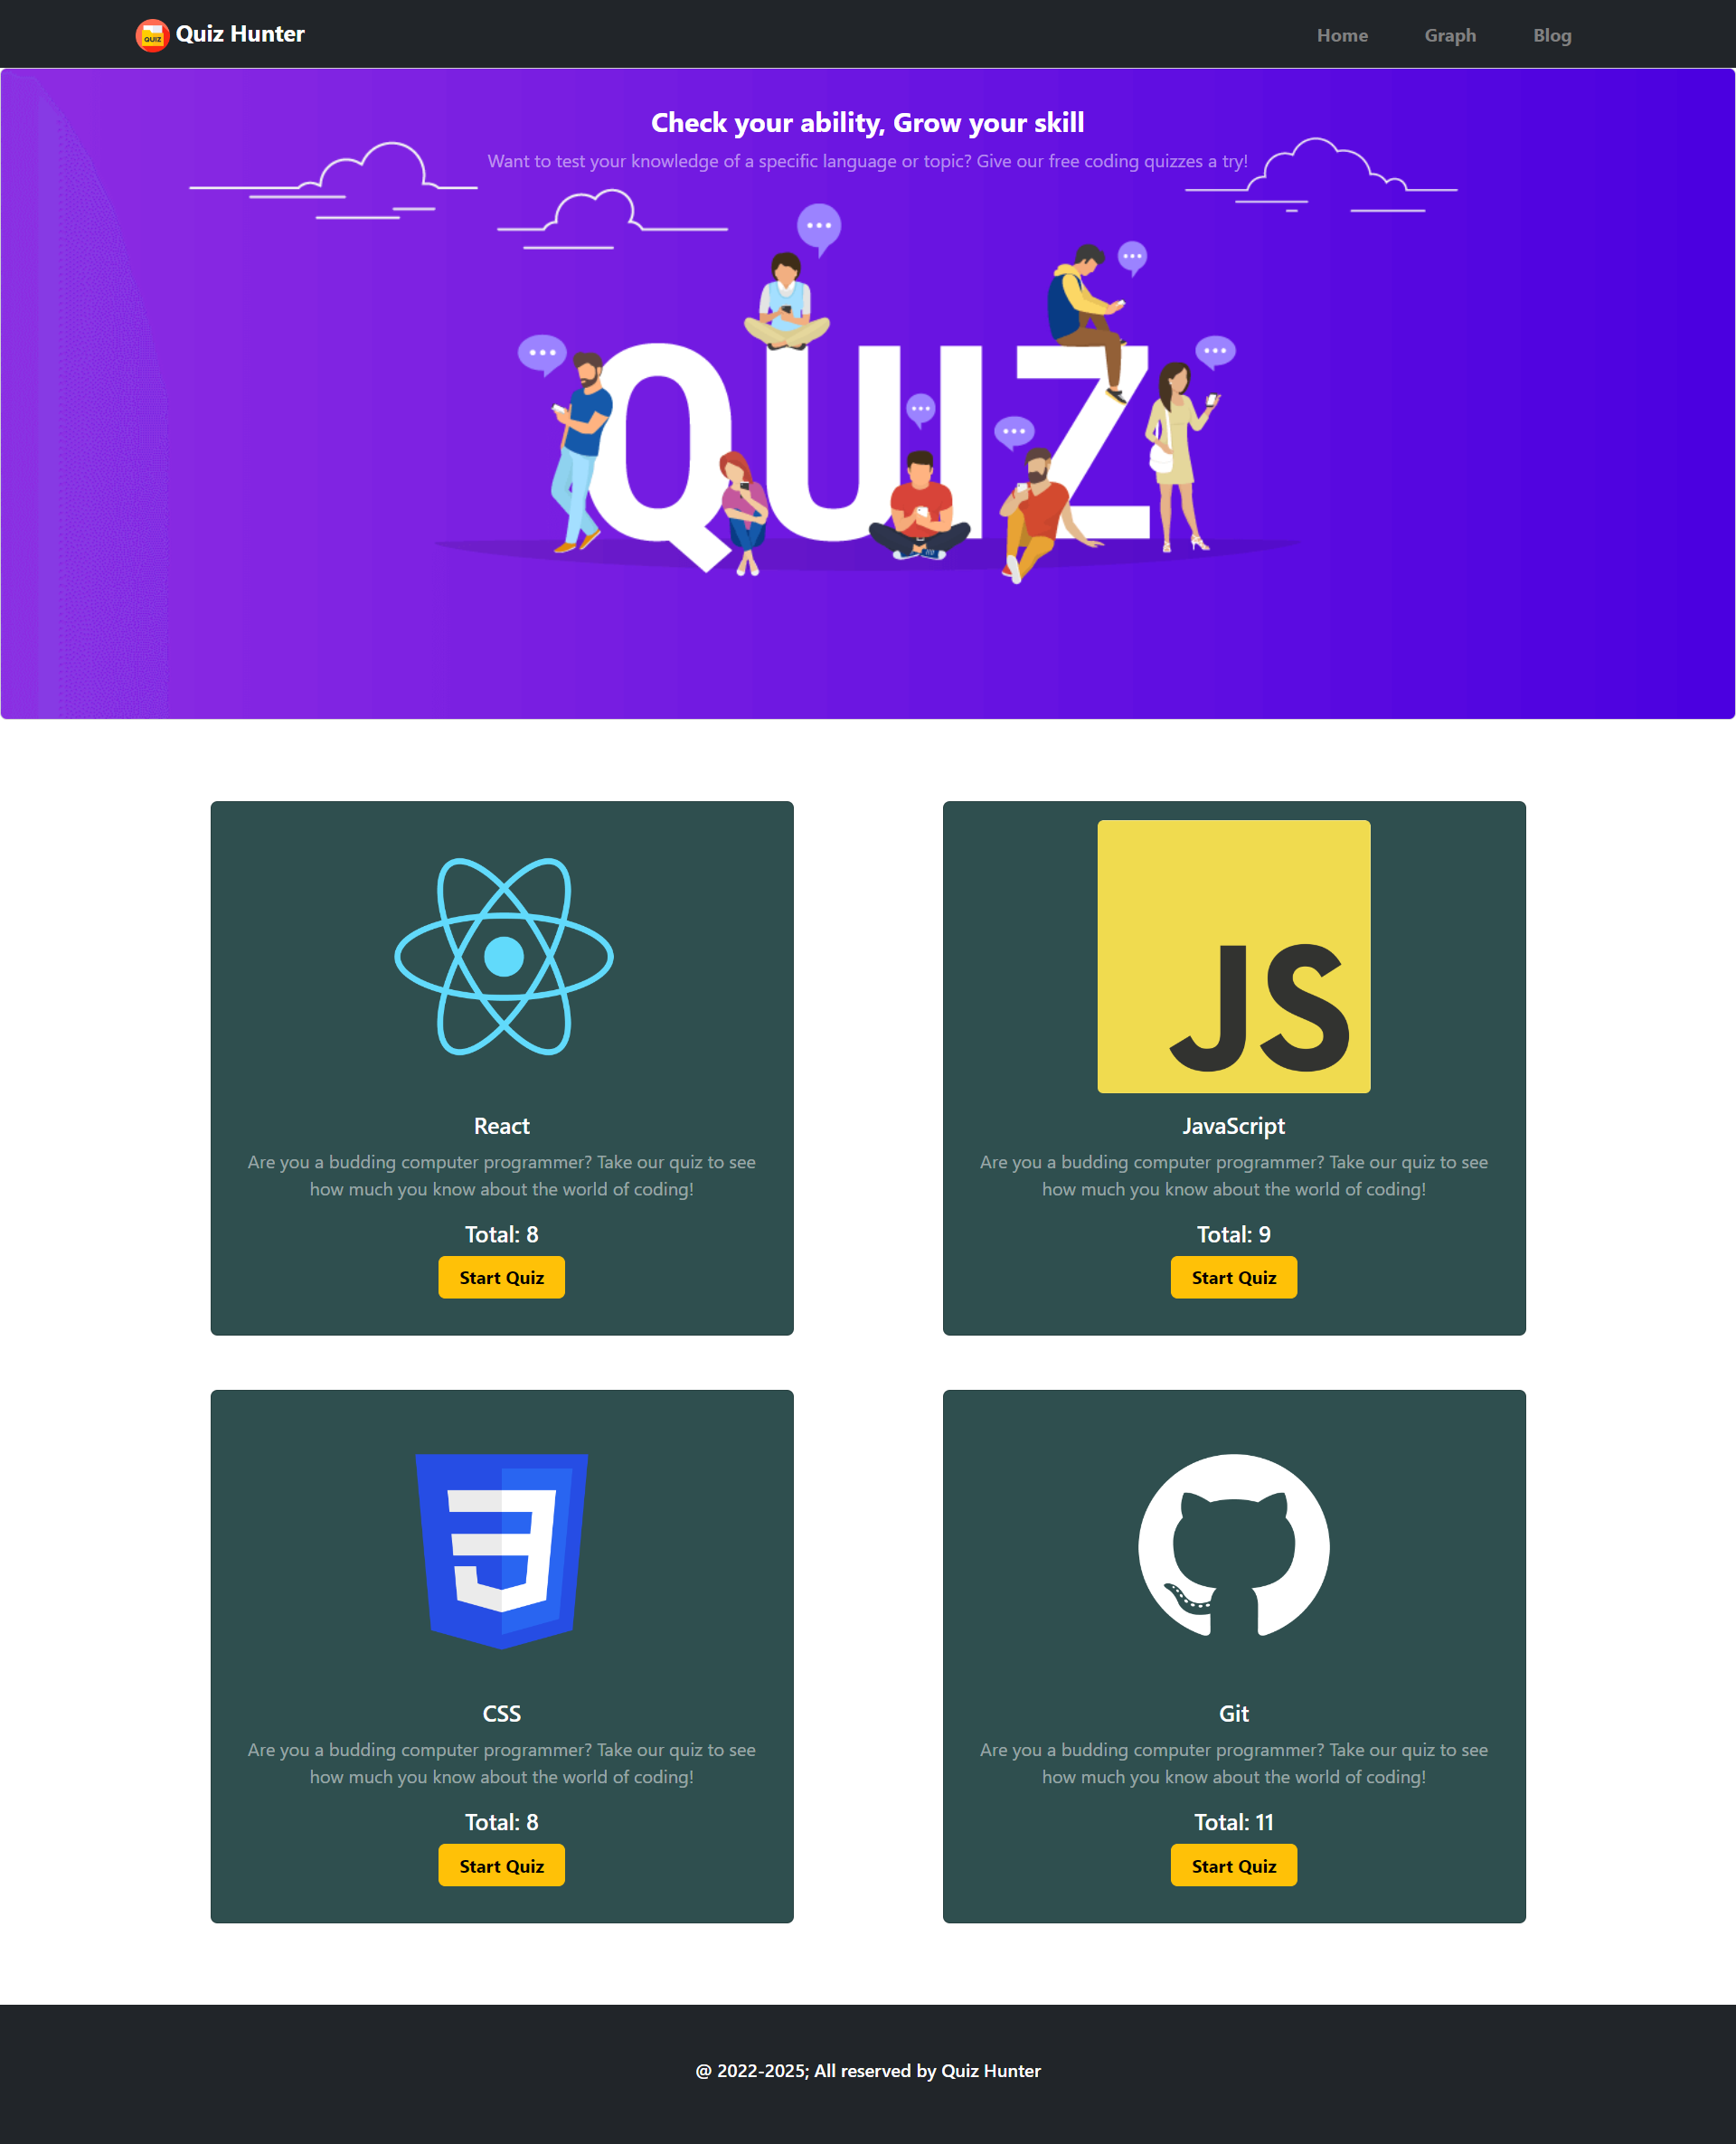 QUIZ
Quiz Hunter
Home
Graph
Blog
Check your ability, Grow your skill
Want to test your knowledge of a specific language or topic? Give our free coding quizzes a try!
QUIZ
JS
React
Are you a budding computer programmer? Take our quiz to see
how much you know about the world of coding!
Total: 8
Start Quiz
JavaScript
Are you a budding computer programmer? Take our quiz to see
how much you know about the world of coding!
Total: 9
Start Quiz
CSS
Are you a budding computer programmer? Take our quiz to see
how much you know about the world of coding!
Total: 8
Start Quiz
Git
Are you a budding computer programmer? Take our quiz to see
how much you know about the world of coding!
Total: 11
Start Quiz
@ 2022-2025; All reserved by Quiz Hunter